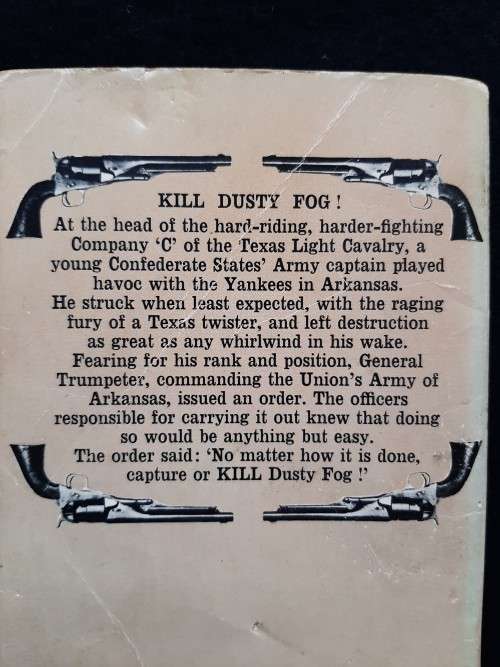 KILL DUSTY FOG !
At the head of the hard-riding, harder-fighting
Company 'C' of the Texas Light Cavalry, a
young Confederate States' Army captain played
havoc with the Yankees in Arkansas.
He struck when least expected, with the raging
fury of a Texas twister, and left destruction
as great as any whirlwind in his wake.
Fearing for his rank and position, General
Trumpeter, commanding the Union's Army of
Arkansas, issued an order. The officers
responsible for carrying it out knew that doing
so would be anything but easy.
The order said: 'No matter how it is done,
capture or KILL Dusty Fog !'